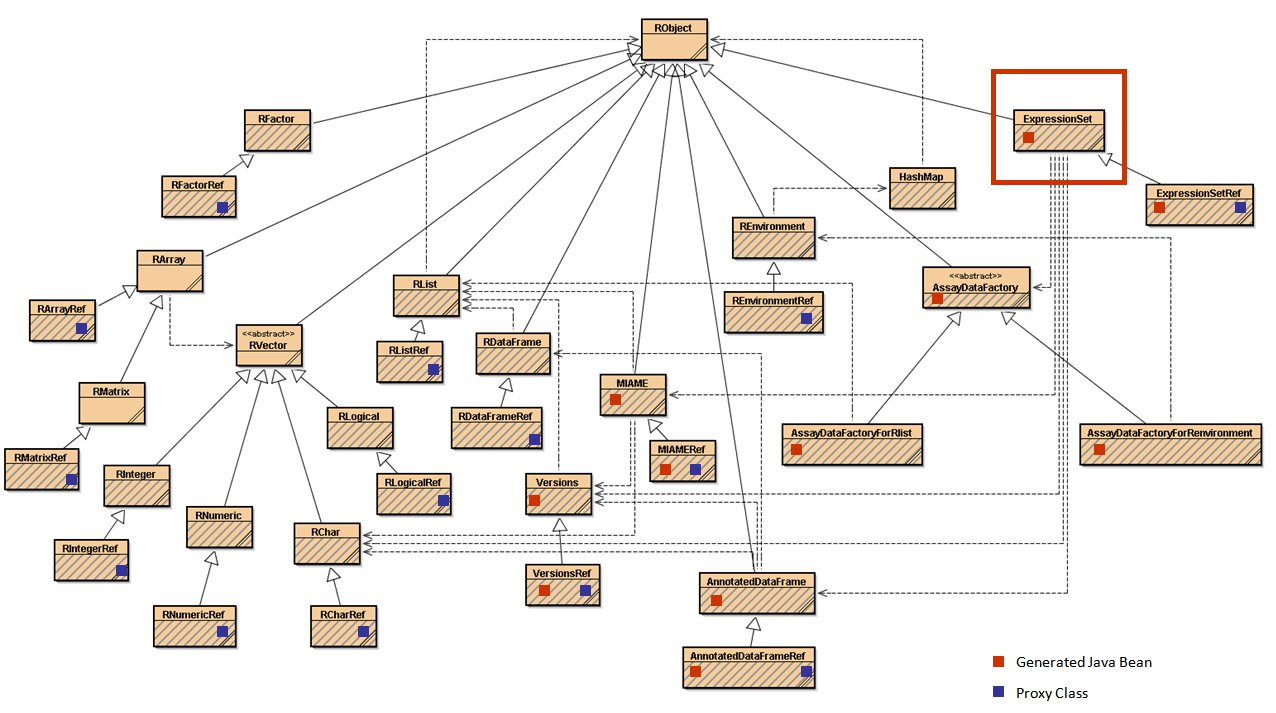 RObject
RFactor
ExpressionSet
HashMap
RFactorRef
ExpressionSetRef
REnvironment
RArray
<<abstract>>
AssayDataFactory
RList
REnvironmentRef
RArrayRef
<<abstract>>
RVector
RDataFrame
RListRef
MIAME
RMatrix
RLogical
RDataFrameRef
AssayDataFactoryForRlist
AssayDataFactoryForRenvironment
MIAMERef
RMatrixRef
RInteger
RLogicalRef
Versions
RNumeric
RChar
RIntegerRef
VersionsRef
AnnotatedDataFrame
RNumericRef
RCharRef
AnnotatedDataFrameRef
Generated Java Bean
Proxy Class